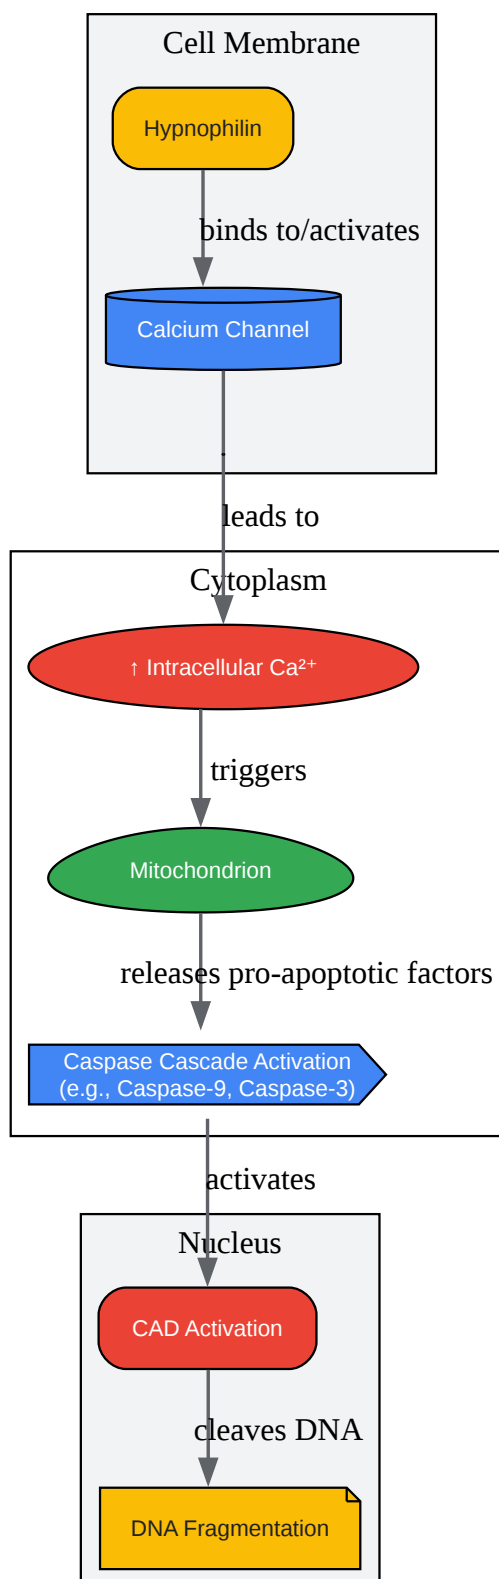 Cell Membrane
Hypnophilin
binds to/activates
Calcium Channel
leads to
Cytoplasm
↑ Intracellular Ca²⁺
triggers
Mitochondrion
releases pro-apoptotic factors
Caspase Cascade Activation
(e.g., Caspase-9, Caspase-3)
activates
Nucleus
CAD Activation
cleaves DNA
DNA Fragmentation